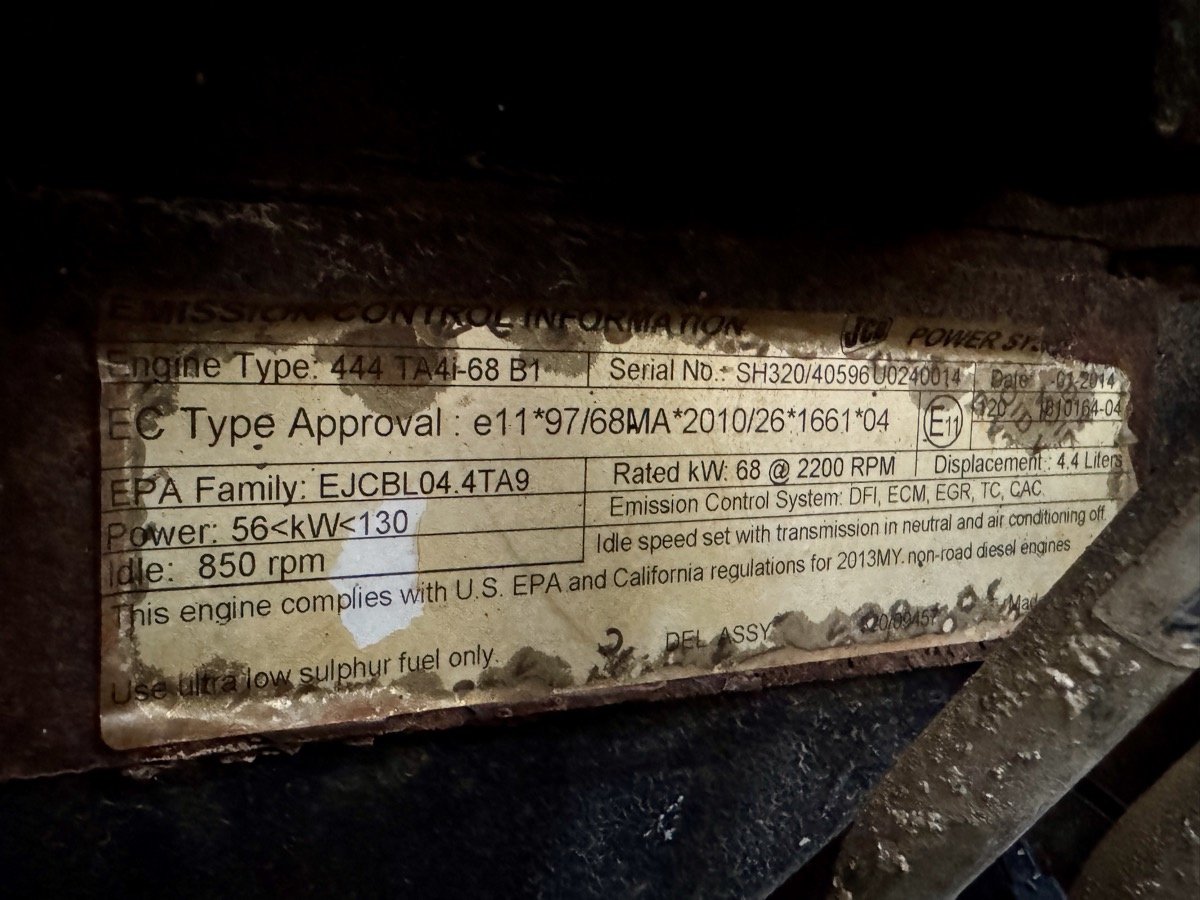 EMISSION CONTROL INFORMATION JCB POWER
Engine Type: 444 TA4i-68 B1 Serial No.: SH320/40596U0240014 Date -01-2014
EC Type Approval : e11*97/68MA*2010/26*1661*04 E11
EPA Family: EJCBL04.4TA9 Rated kW: 68 @ 2200 RPM Displacement: 4.4 Liters
Power: 56<kW<130 Emission Control System: DFI, ECM, EGR, TC, CAC.
Idle: 850 rpm Idle speed set with transmission in neutral and air conditioning off.
This engine complies with U.S. EPA and California regulations for 2013MY. non-road diesel engines
Use ultra low sulphur fuel only. DEL ASSY